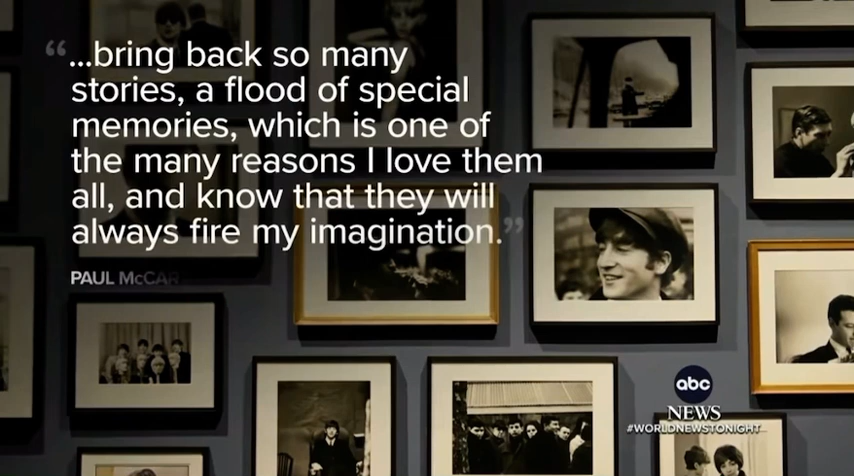 “...bring back so many
stories, a flood of special
memories, which is one of
the many reasons I love them
all, and know that they will
always fire my imagination.”
PAUL McCAR
abc
NEWS
#WORLDNEWSTONIGHT